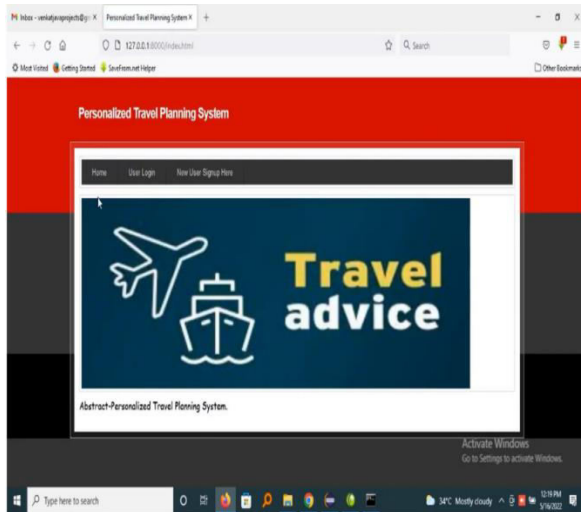 Inbox - venkatjavaprojects@g
Personalized Travel Planning System
127.0.0.1:8000/index.html
Search
Most Visited Getting Started SaveFrom.net Helper
Other Bookmarks
Personalized Travel Planning System
Home User Login New User Signup Here
Travel
advice
Abstract-Personalized Travel Planning System.
Activate Windows
Go to Settings to activate Windows.
Type here to search
34°C Mostly cloudy
12:19 PM
5/16/2022